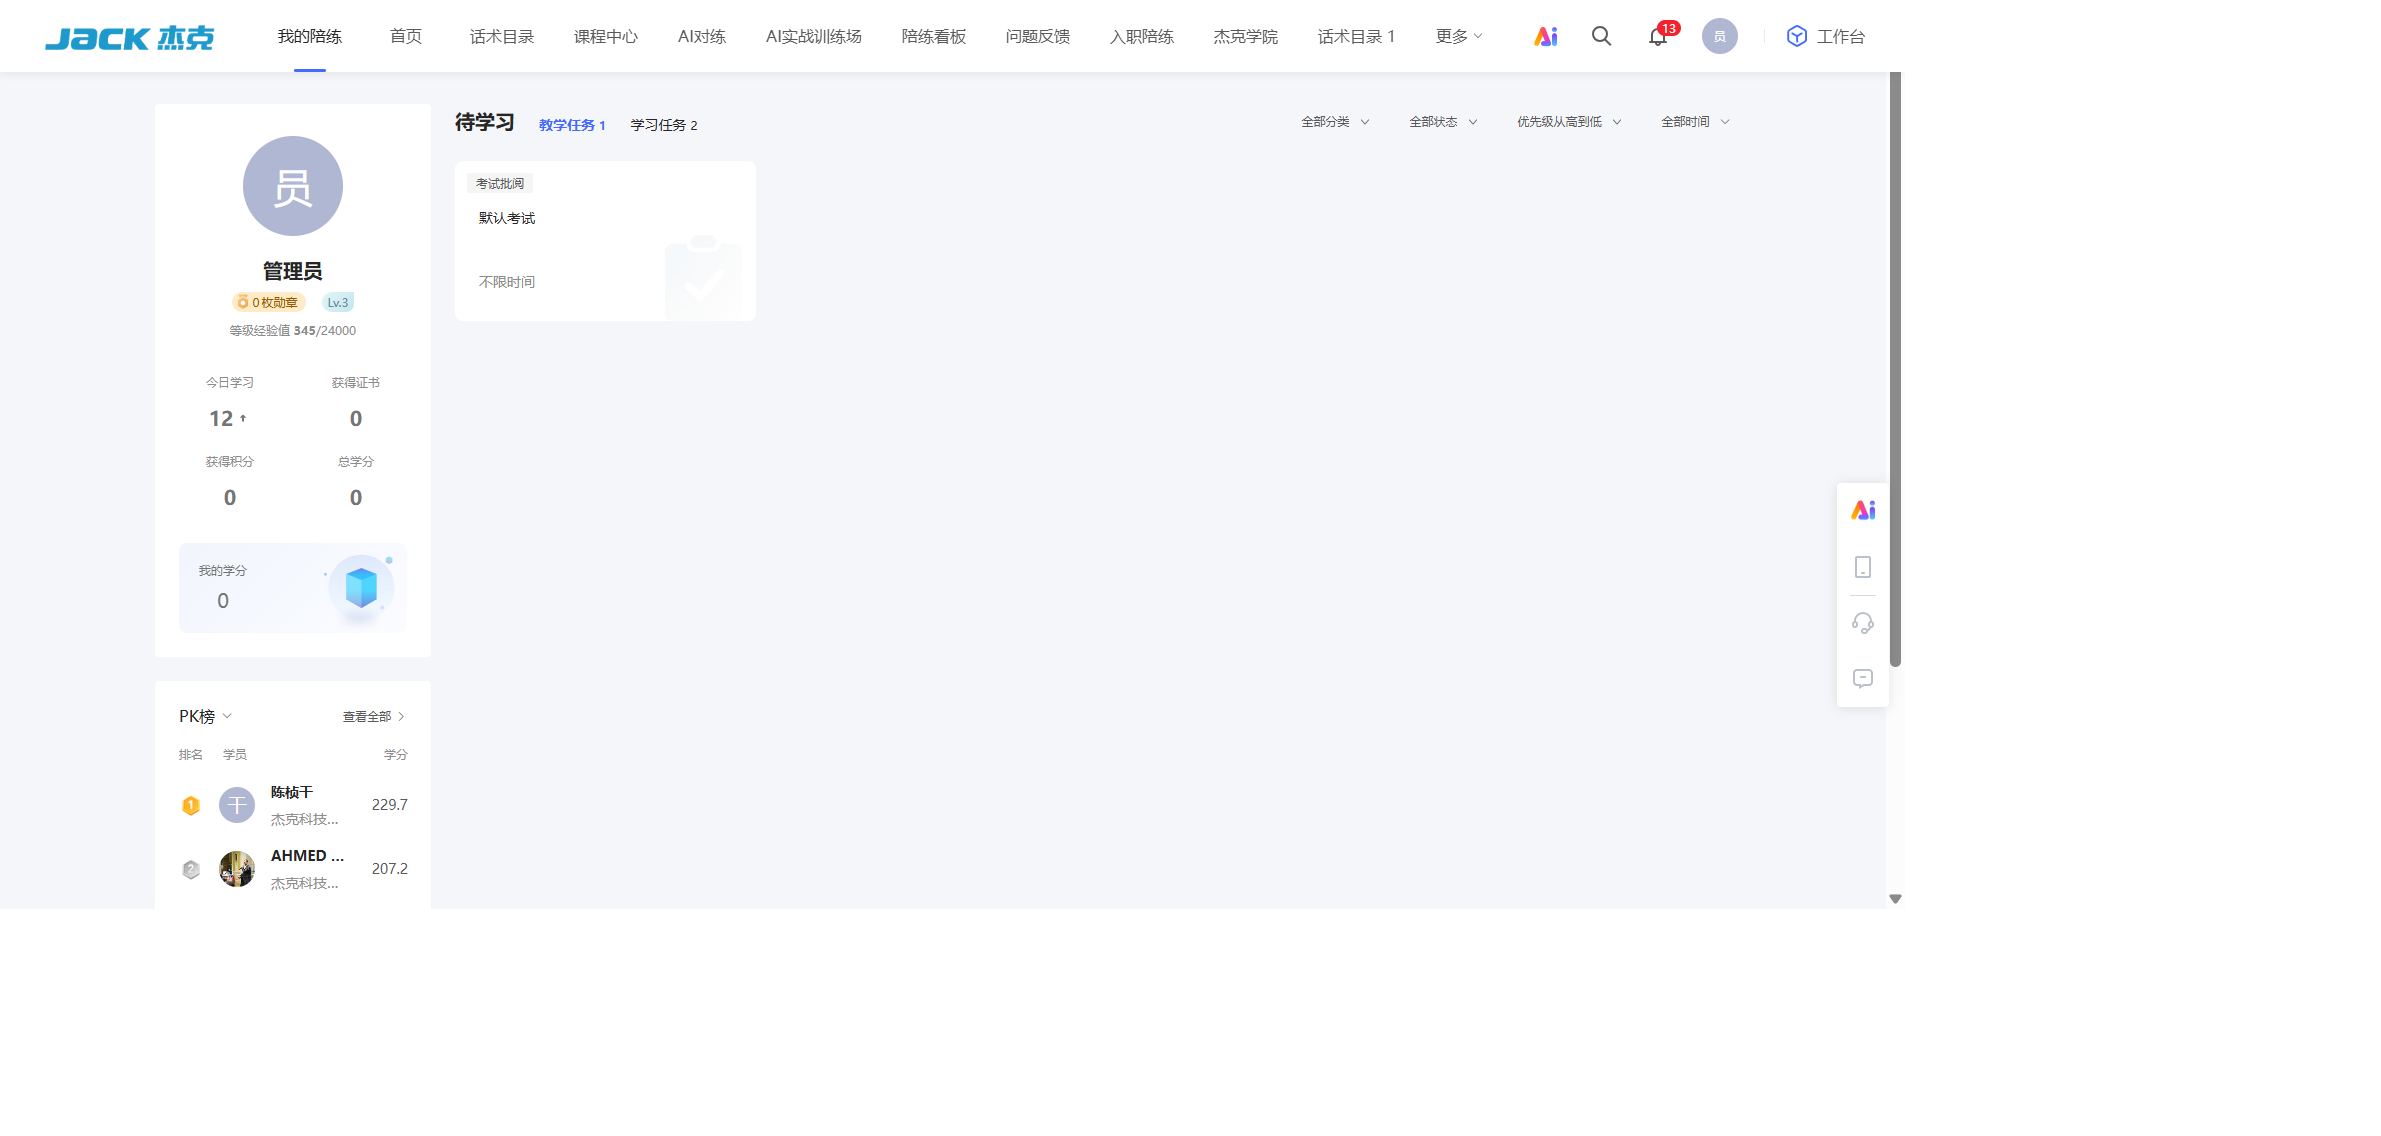 JACK 杰克
我的陪练 首页 话术目录 课程中心 AI对练 AI实战训练场 陪练看板 问题反馈 入职陪练 杰克学院 话术目录 1 更多 Ai 13 员 工作台
员
管理员
0 枚勋章 Lv.3
等级经验值 345/24000
今日学习 获得证书
12 0
获得积分 总学分
0 0
我的学分
0
PK榜 查看全部
排名 学员 学分
1 干 陈桢干 229.7
杰克科技...
2 AHMED ... 207.2
杰克科技...
待学习 教学任务 1 学习任务 2 全部分类 全部状态 优先级从高到低 全部时间
考试批阅
默认考试
不限时间
Ai